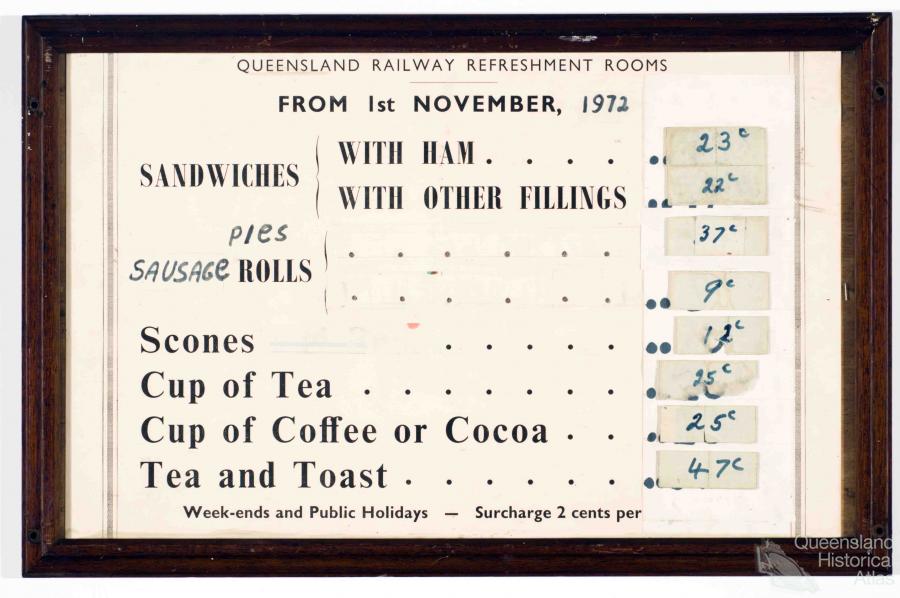 QUEENSLAND RAILWAY REFRESHMENT ROOMS
FROM 1st NOVEMBER, 1972
SANDWICHES
WITH HAM . . . . 23c
WITH OTHER FILLINGS 22c
PIES . . . . . . 37c
SAUSAGE ROLLS . . . . . . 9c
Scones . . . . . 12c
Cup of Tea . . . . . . . 25c
Cup of Coffee or Cocoa . . 25c
Tea and Toast . . . . . . 47c
Week-ends and Public Holidays — Surcharge 2 cents per
Queensland
Historical
Atlas